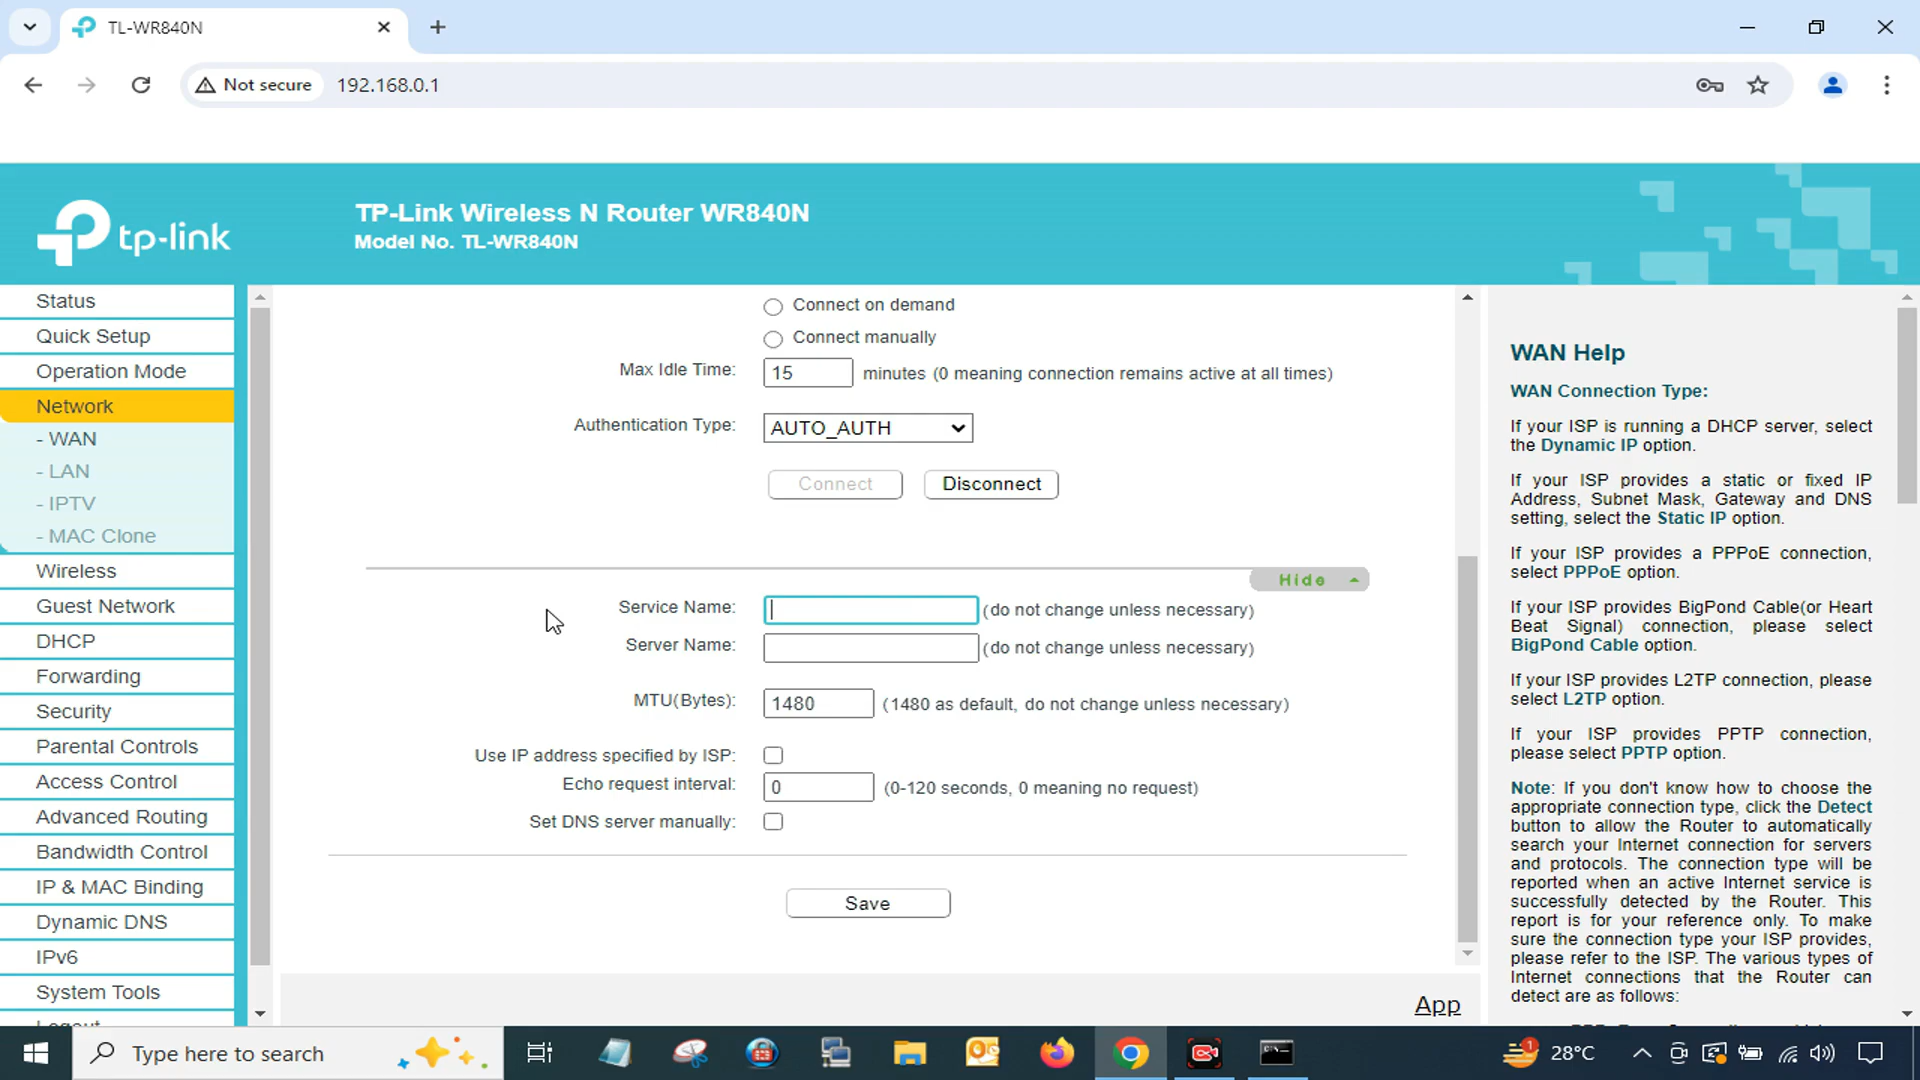 TL-WR840N
Not secure
192.168.0.1
tp-link
TP-Link Wireless N Router WR840N
Model No. TL-WR840N
Status
Quick Setup
Operation Mode
Network
- WAN
- LAN
- IPTV
- MAC Clone
Wireless
Guest Network
DHCP
Forwarding
Security
Parental Controls
Access Control
Advanced Routing
Bandwidth Control
IP & MAC Binding
Dynamic DNS
IPv6
System Tools
Logout
Connect on demand
Connect manually
Max Idle Time: 15 minutes (0 meaning connection remains active at all times)
Authentication Type: AUTO_AUTH
Connect Disconnect
Hide
Service Name: (do not change unless necessary)
Server Name: (do not change unless necessary)
MTU(Bytes): 1480 (1480 as default, do not change unless necessary)
Use IP address specified by ISP:
Echo request interval: 0 (0-120 seconds, 0 meaning no request)
Set DNS server manually:
Save
App
WAN Help
WAN Connection Type:
If your ISP is running a DHCP server, select
the Dynamic IP option.
If your ISP provides a static or fixed IP
Address, Subnet Mask, Gateway and DNS
setting, select the Static IP option.
If your ISP provides a PPPoE connection,
select PPPoE option.
If your ISP provides BigPond Cable(or Heart
Beat Signal) connection, please select
BigPond Cable option.
If your ISP provides L2TP connection, please
select L2TP option.
If your ISP provides PPTP connection,
please select PPTP option.
Note: If you don't know how to choose the
appropriate connection type, click the Detect
button to allow the Router to automatically
search your Internet connection for servers
and protocols. The connection type will be
reported when an active Internet service is
successfully detected by the Router. This
report is for your reference only. To make
sure the connection type your ISP provides,
please refer to the ISP. The various types of
Internet connections that the Router can
detect are as follows:
Type here to search
1
28°C